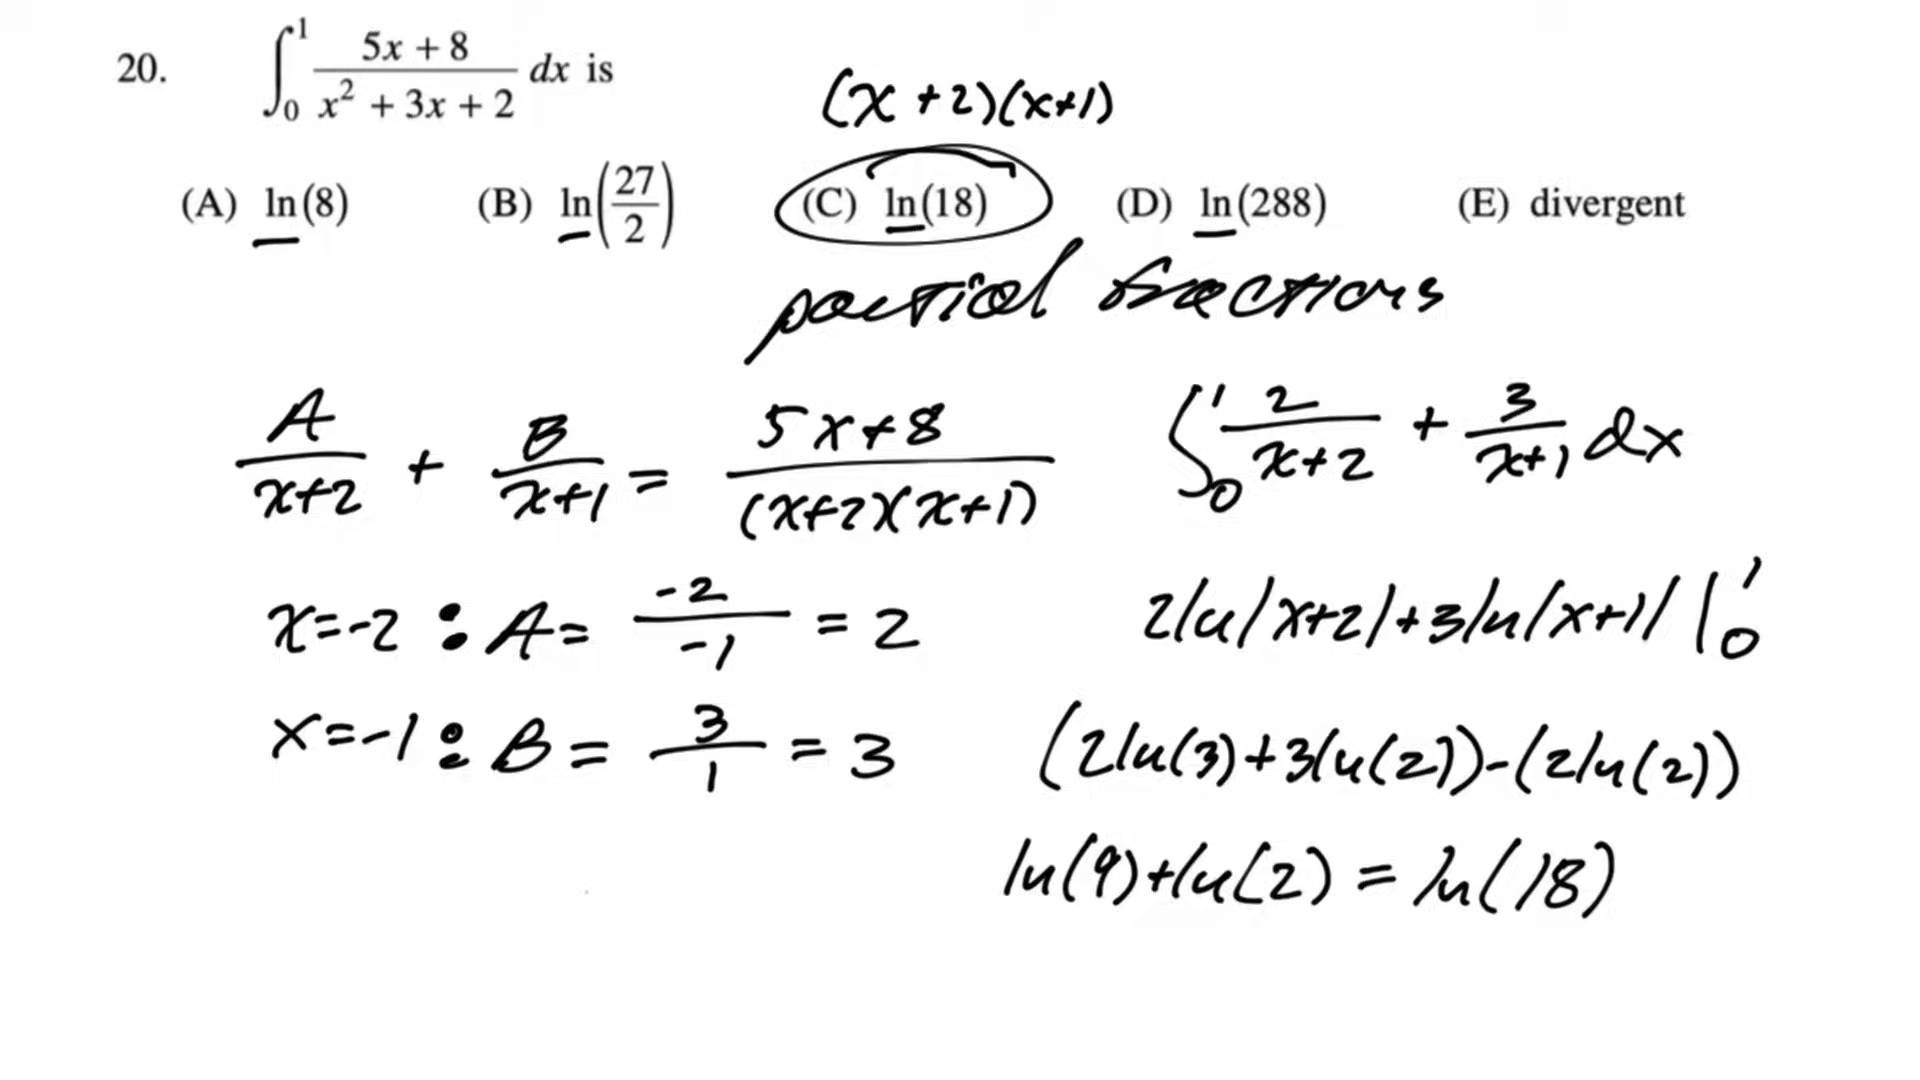 20. ∫₀¹ (5x + 8)/(x² + 3x + 2) dx is
(x+2)(x+1)
(A) ln(8) (B) ln(27/2) (C) ln(18) (D) ln(288) (E) divergent
partial fractions
A/(x+2) + B/(x+1) = (5x+8)/((x+2)(x+1))
x=-2 : A = -2/-1 = 2
x=-1 : B = 3/1 = 3
∫₀¹ 2/(x+2) + 3/(x+1) dx
2ln|x+2|+3ln|x+1| |₀¹
(2ln(3)+3ln(2))-(2ln(2))
ln(9)+ln(2) = ln(18)